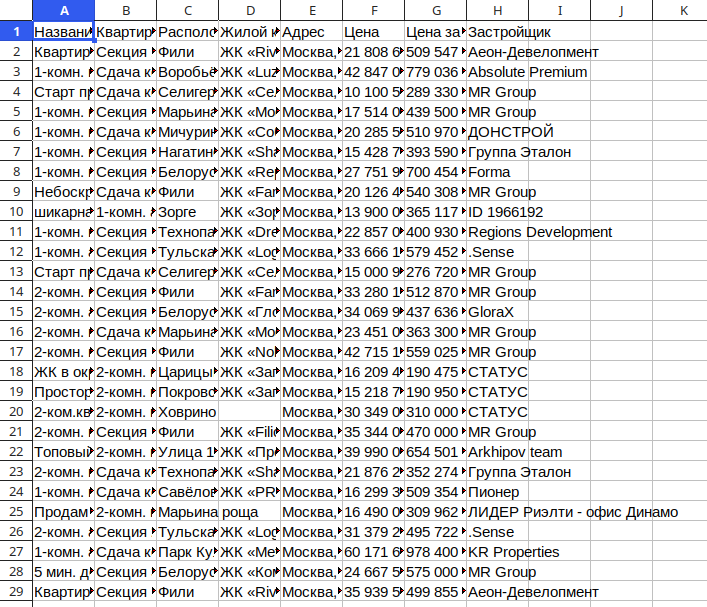 A B C D E F G H I J K
1 Названи Квартир Распол Жилой к Адрес Цена Цена за Застройщик
2 Квартир Секция Фили ЖК «Riv Москва, 21 808 6 509 547 Аеон-Девелопмент
3 1-комн. Сдача к Воробьё ЖК «Luz Москва, 42 847 0 779 036 Absolute Premium
4 Старт п Сдача к Селигер ЖК «Се. Москва, 10 100 5 289 330 MR Group
5 1-комн. Секция Марьина ЖК «Мо Москва, 17 514 0 439 500 MR Group
6 1-комн. Сдача к Мичурин ЖК «Со Москва, 20 285 5 510 970 ДОНСТРОЙ
7 1-комн. Секция Нагатин ЖК «Sh Москва, 15 428 7 393 590 Группа Эталон
8 1-комн. Секция Белорус ЖК «Re Москва, 27 751 9 700 454 Forma
9 Небоскр Сдача к Фили ЖК «Fa Москва, 20 126 4 540 308 MR Group
10 шикарна 1-комн. Зорге ЖК «Зор Москва, 13 900 0 365 117 ID 1966192
11 1-комн. Секция Технопа ЖК «Dre Москва, 22 857 0 400 930 Regions Development
12 1-комн. Секция Тульска ЖК «Log Москва, 33 666 1 579 452 .Sense
13 Старт п Сдача к Селигер ЖК «Се. Москва, 15 000 9 276 720 MR Group
14 2-комн. Секция Фили ЖК «Fa Москва, 33 280 1 512 870 MR Group
15 2-комн. Секция Белорус ЖК «Гл Москва, 34 069 9 437 636 GloraX
16 2-комн. Сдача к Марьина ЖК «Мо Москва, 23 451 0 363 300 MR Group
17 2-комн. Секция Фили ЖК «No Москва, 42 715 1 559 025 MR Group
18 ЖК в ок 2-комн. Царицы ЖК «Заг Москва, 16 209 4 190 475 СТАТУС
19 Простор 2-комн. Покрово ЖК «Заг Москва, 15 218 7 190 950 СТАТУС
20 2-ком.кв 2-комн. Ховрино Москва, 30 349 0 310 000 СТАТУС
21 2-комн. Секция Фили ЖК «Fili Москва, 35 344 0 470 000 MR Group
22 Топовый 2-комн. Улица 1 ЖК «Пр Москва, 39 990 0 654 501 Arkhipov team
23 2-комн. Сдача к Технопа ЖК «Sh Москва, 21 876 2 352 274 Группа Эталон
24 1-комн. Сдача к Савёлов ЖК «PR Москва, 16 299 3 509 354 Пионер
25 Продам 2-комн. Марьина роща Москва, 16 490 0 309 962 ЛИДЕР Риэлти - офис Динамо
26 2-комн. Секция Тульска ЖК «Log Москва, 31 379 2 495 722 .Sense
27 1-комн. Сдача к Парк Ку. ЖК «Ме Москва, 60 171 6 978 400 KR Properties
28 5 мин. д Секция Белорус ЖК «Ко Москва, 24 667 5 575 000 MR Group
29 Квартир Секция Фили ЖК «Riv Москва, 35 939 5 499 855 Аеон-Девелопмент